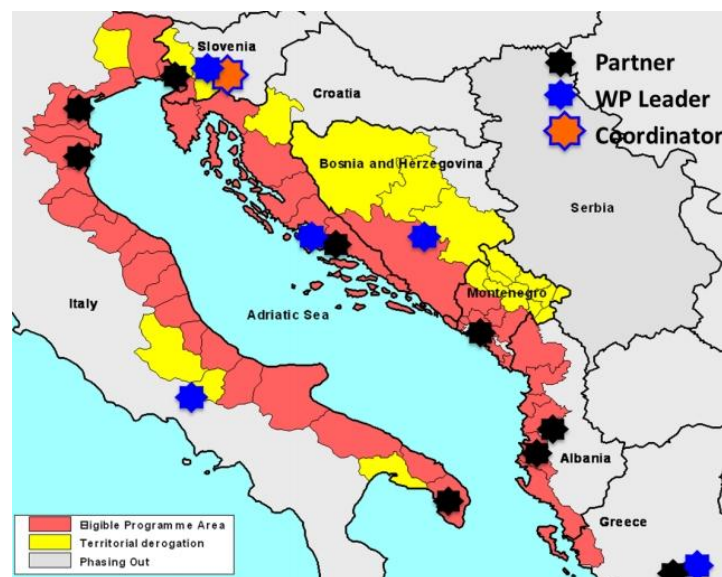 Slovenia
Partner
WP Leader
Coordinator
Croatia
Bosnia and Herzegovina
Serbia
Italy
Montenegro
Adriatic Sea
Albania
Greece
Eligible Programme Area
Territorial derogation
Phasing Out